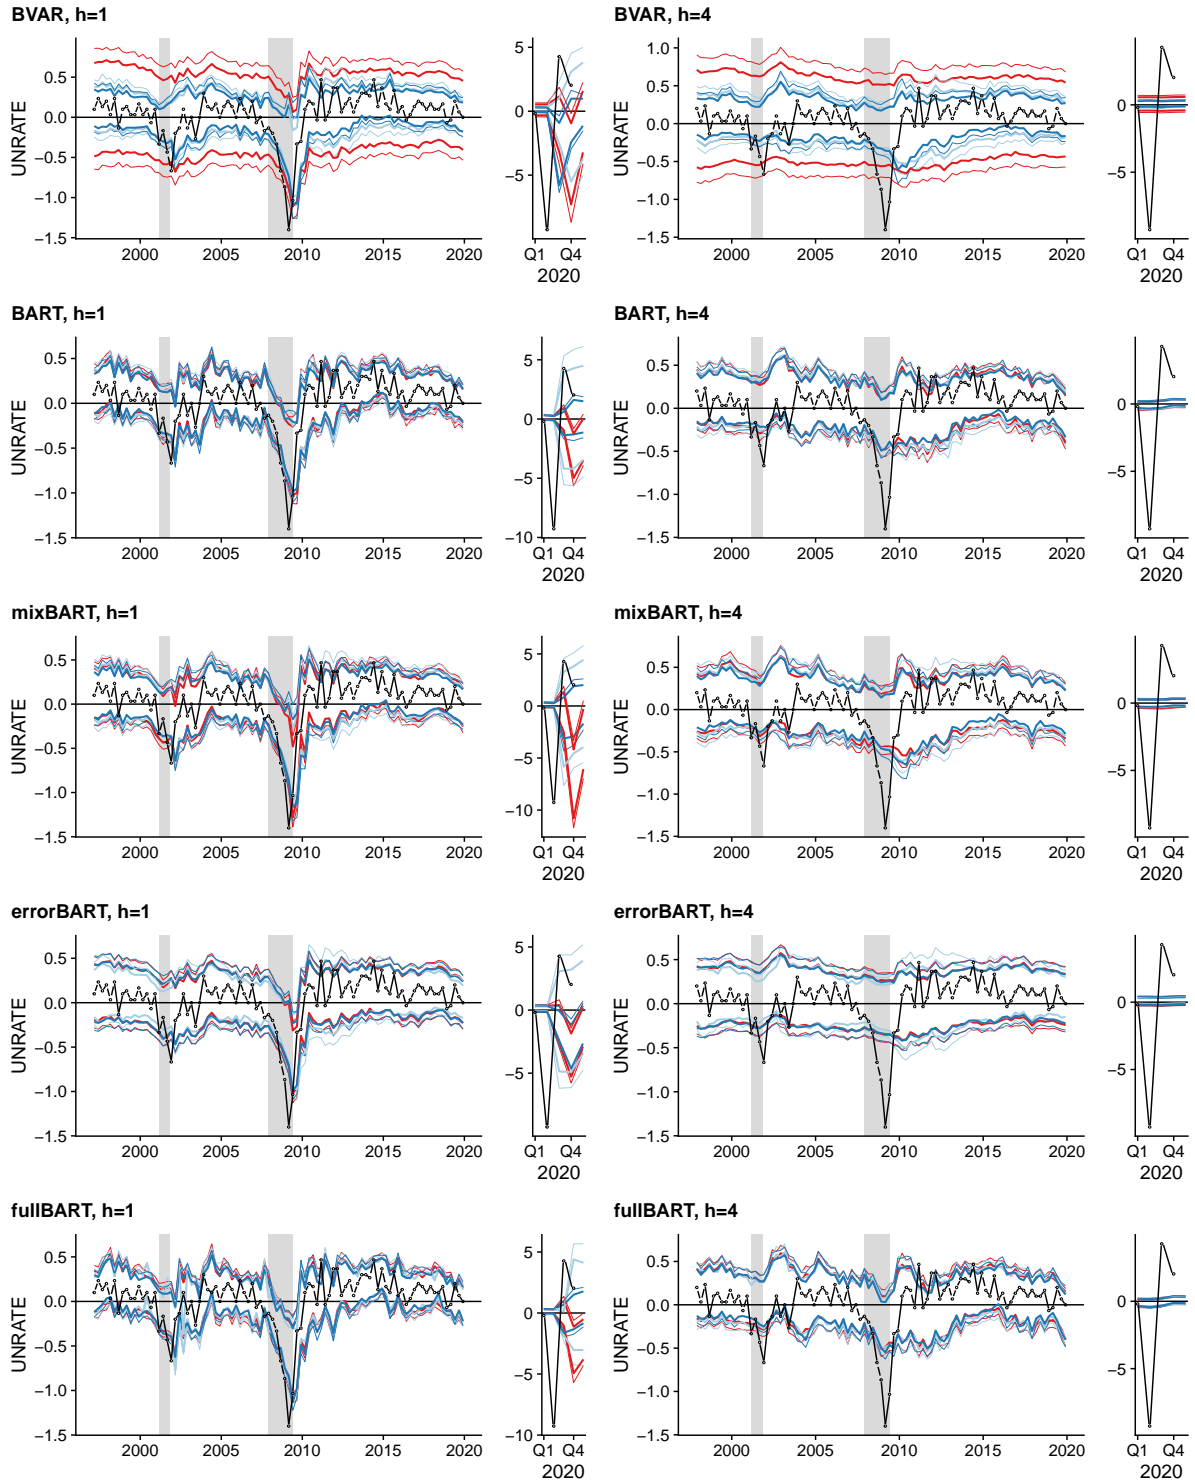 BVAR, h=1
UNRATE
0.5
0.0
−0.5
−1.0
−1.5
2000 2005 2010 2015 2020
5
0
−5
Q1 Q4
2020
BVAR, h=4
UNRATE
1.0
0.5
0.0
−0.5
−1.0
−1.5
2000 2005 2010 2015 2020
0
−5
Q1 Q4
2020
BART, h=1
UNRATE
0.5
0.0
−0.5
−1.0
−1.5
2000 2005 2010 2015 2020
5
0
−5
−10
Q1 Q4
2020
BART, h=4
UNRATE
0.5
0.0
−0.5
−1.0
−1.5
2000 2005 2010 2015 2020
0
−5
Q1 Q4
2020
mixBART, h=1
UNRATE
0.5
0.0
−0.5
−1.0
−1.5
2000 2005 2010 2015 2020
5
0
−5
−10
Q1 Q4
2020
mixBART, h=4
UNRATE
0.5
0.0
−0.5
−1.0
−1.5
2000 2005 2010 2015 2020
0
−5
Q1 Q4
2020
errorBART, h=1
UNRATE
0.5
0.0
−0.5
−1.0
−1.5
2000 2005 2010 2015 2020
5
0
−5
Q1 Q4
2020
errorBART, h=4
UNRATE
0.5
0.0
−0.5
−1.0
−1.5
2000 2005 2010 2015 2020
0
−5
Q1 Q4
2020
fullBART, h=1
UNRATE
0.5
0.0
−0.5
−1.0
−1.5
2000 2005 2010 2015 2020
5
0
−5
−10
Q1 Q4
2020
fullBART, h=4
UNRATE
0.5
0.0
−0.5
−1.0
−1.5
2000 2005 2010 2015 2020
0
−5
Q1 Q4
2020